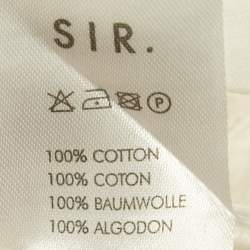 SIR.
P
100% COTTON
100% COTON
100% BAUMWOLLE
100% ALGODON